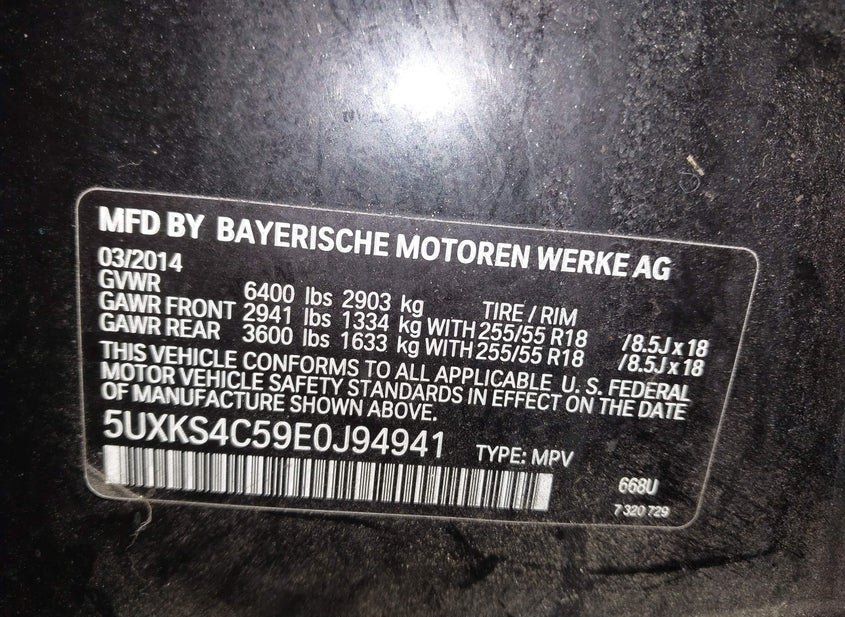 MFD BY BAYERISCHE MOTOREN WERKE AG
03/2014
GVWR 6400 lbs 2903 kg TIRE / RIM
GAWR FRONT 2941 lbs 1334 kg WITH 255/55 R18 /8.5J x 18
GAWR REAR 3600 lbs 1633 kg WITH 255/55 R18 /8.5J x 18
THIS VEHICLE CONFORMS TO ALL APPLICABLE U. S. FEDERAL
MOTOR VEHICLE SAFETY STANDARDS IN EFFECT ON THE DATE
OF MANUFACTURE SHOWN ABOVE.
5UXKS4C59E0J94941 TYPE: MPV
668U
7 320 729